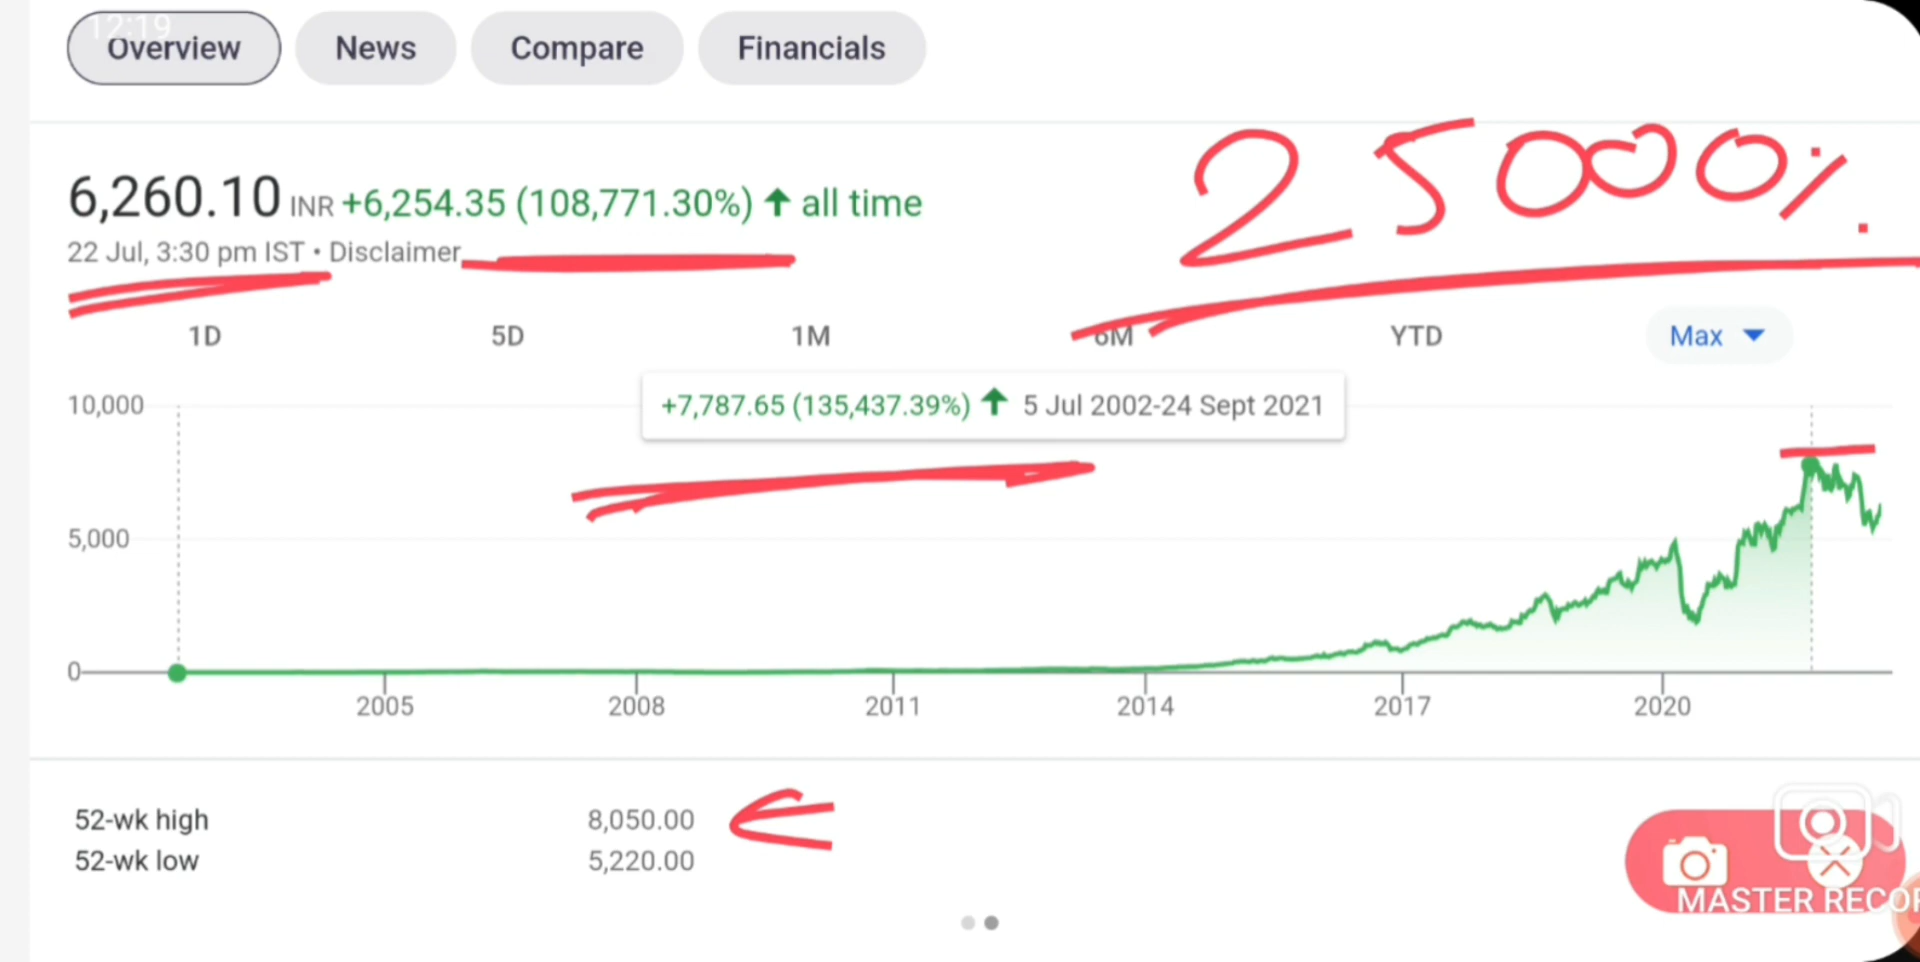 12:19
Overview News Compare Financials
25000%.
6,260.10 INR +6,254.35 (108,771.30%) ↑ all time
22 Jul, 3:30 pm IST • Disclaimer
1D 5D 1M 6M YTD Max
+7,787.65 (135,437.39%) ↑ 5 Jul 2002-24 Sept 2021
10,000
5,000
0
2005 2008 2011 2014 2017 2020
52-wk high 8,050.00
52-wk low 5,220.00
MASTER RECOR